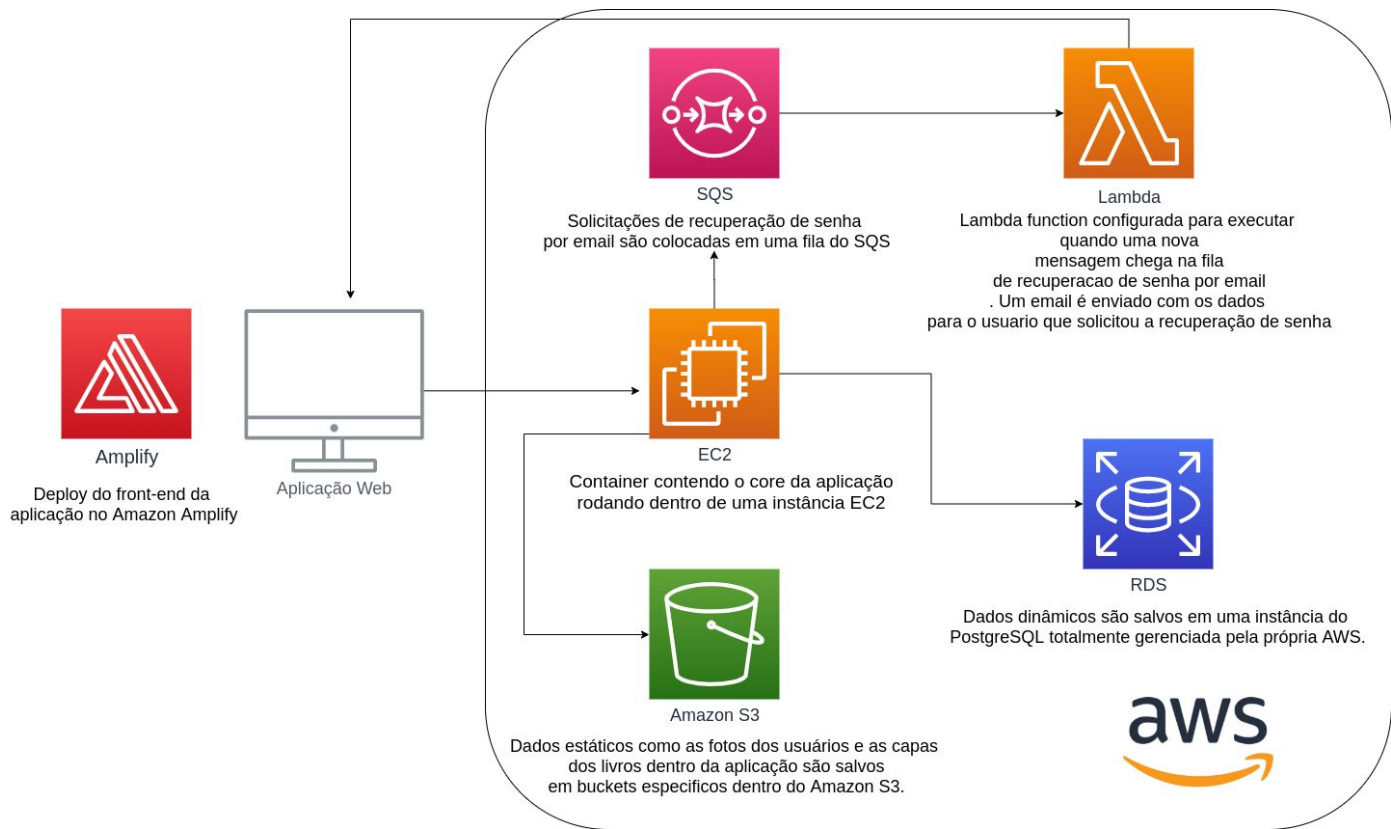 SQS
Solicitações de recuperação de senha
por email são colocadas em uma fila do SQS
Lambda
Lambda function configurada para executar
quando uma nova
mensagem chega na fila
de recuperacao de senha por email
. Um email é enviado com os dados
para o usuario que solicitou a recuperação de senha
Amplify
Deploy do front-end da
aplicação no Amazon Amplify
Aplicação Web
EC2
Container contendo o core da aplicação
rodando dentro de uma instância EC2
RDS
Dados dinâmicos são salvos em uma instância do
PostgreSQL totalmente gerenciada pela própria AWS.
Amazon S3
Dados estáticos como as fotos dos usuários e as capas
dos livros dentro da aplicação são salvos
em buckets especificos dentro do Amazon S3.
aws